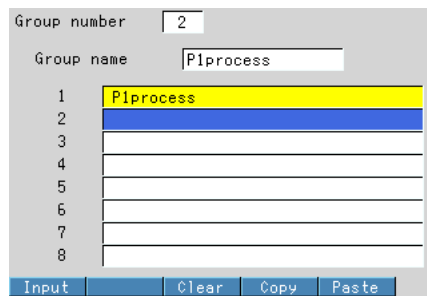 Group number 2
Group name P1process
1 P1process
2
3
4
5
6
7
8
Input Clear Copy Paste